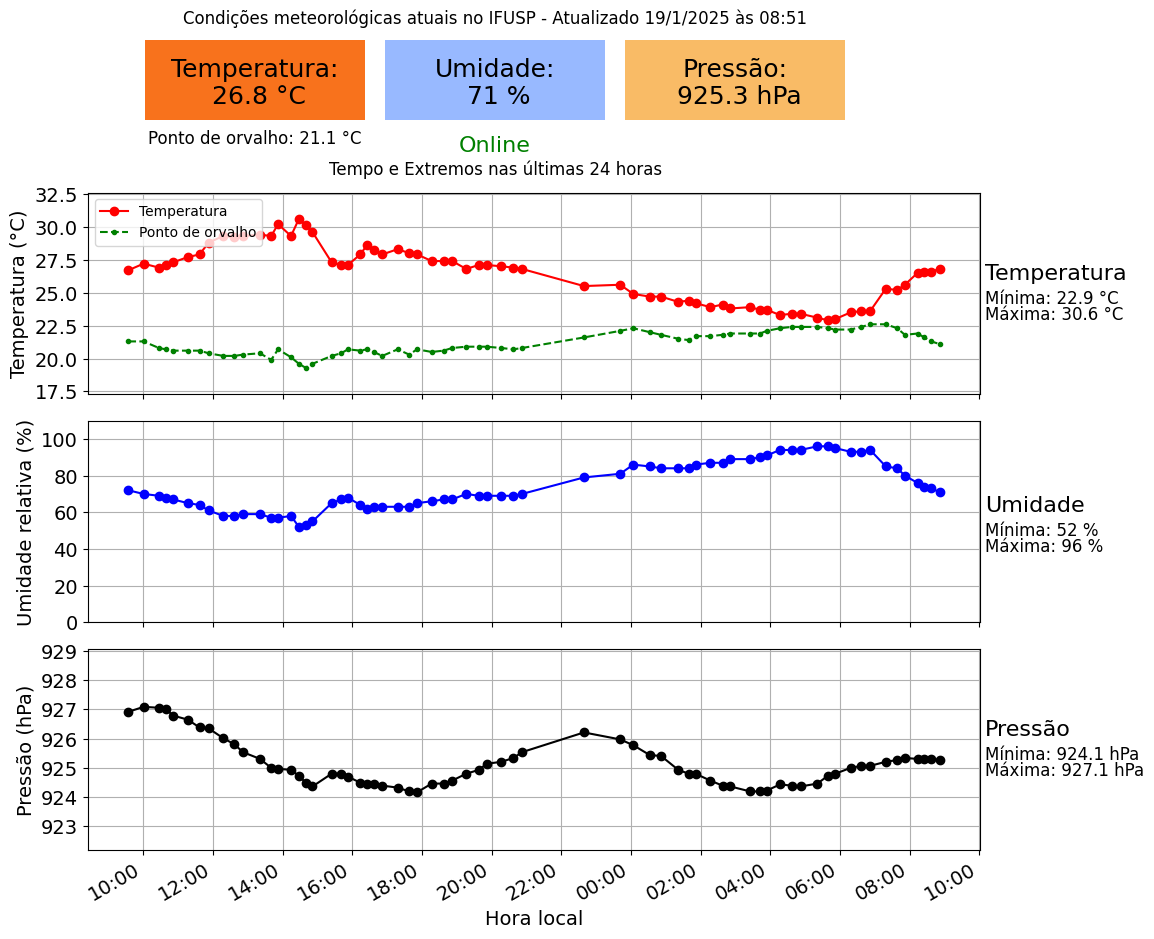 Condições meteorológicas atuais no IFUSP - Atualizado 19/1/2025 às 08:51
Temperatura:
26.8 °C
Umidade:
71 %
Pressão:
925.3 hPa
Ponto de orvalho: 21.1 °C
Online
Tempo e Extremos nas últimas 24 horas
Temperatura (°C)
32.5
30.0
27.5
25.0
22.5
20.0
17.5
Temperatura
Ponto de orvalho
Temperatura
Mínima: 22.9 °C
Máxima: 30.6 °C
Umidade relativa (%)
100
80
60
40
20
0
Umidade
Mínima: 52 %
Máxima: 96 %
Pressão (hPa)
929
928
927
926
925
924
923
Pressão
Mínima: 924.1 hPa
Máxima: 927.1 hPa
10:00
12:00
14:00
16:00
18:00
20:00
22:00
00:00
02:00
04:00
06:00
08:00
10:00
Hora local